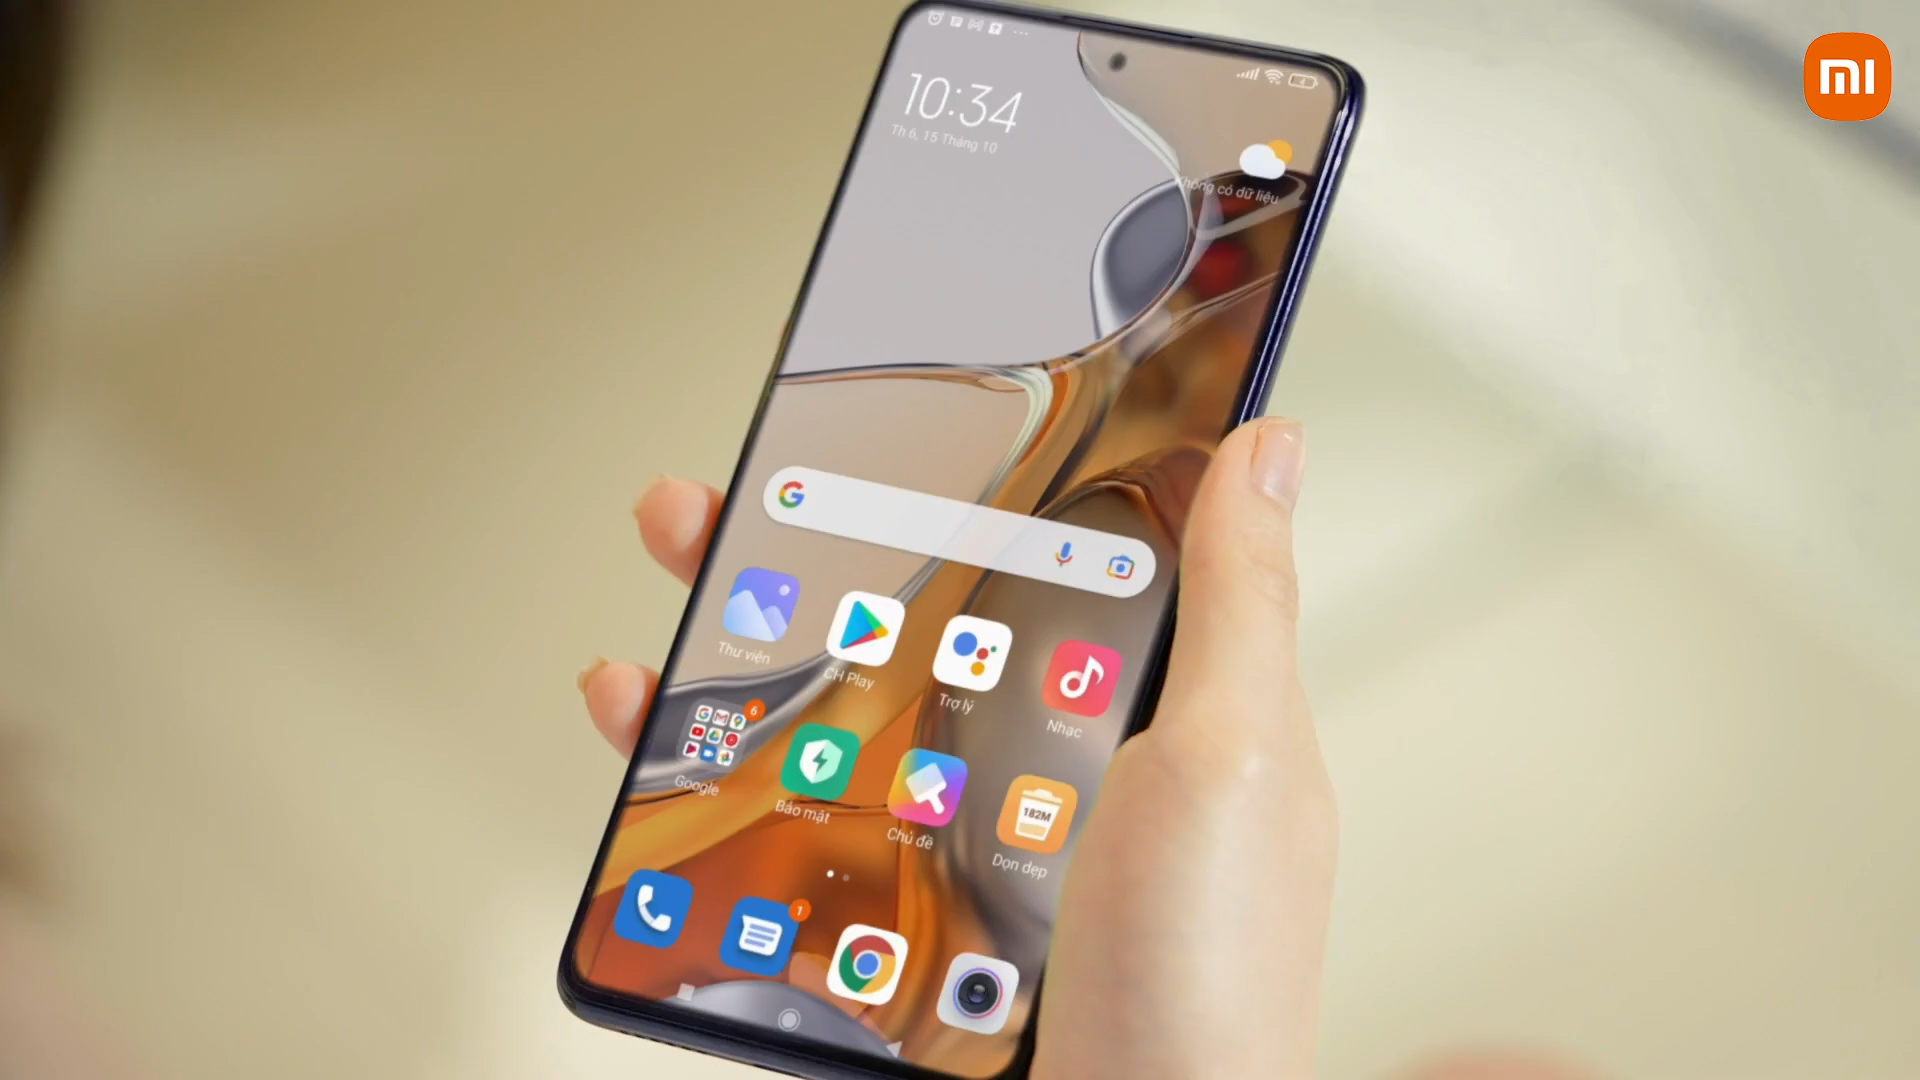 mi
10:34
Th 6, 15 Tháng 10
4
Không có dữ liệu
G
Thư viện
CH Play
Trợ lý
Nhạc
6
Google
Bảo mật
Chủ đề
182M
Dọn dẹp
1